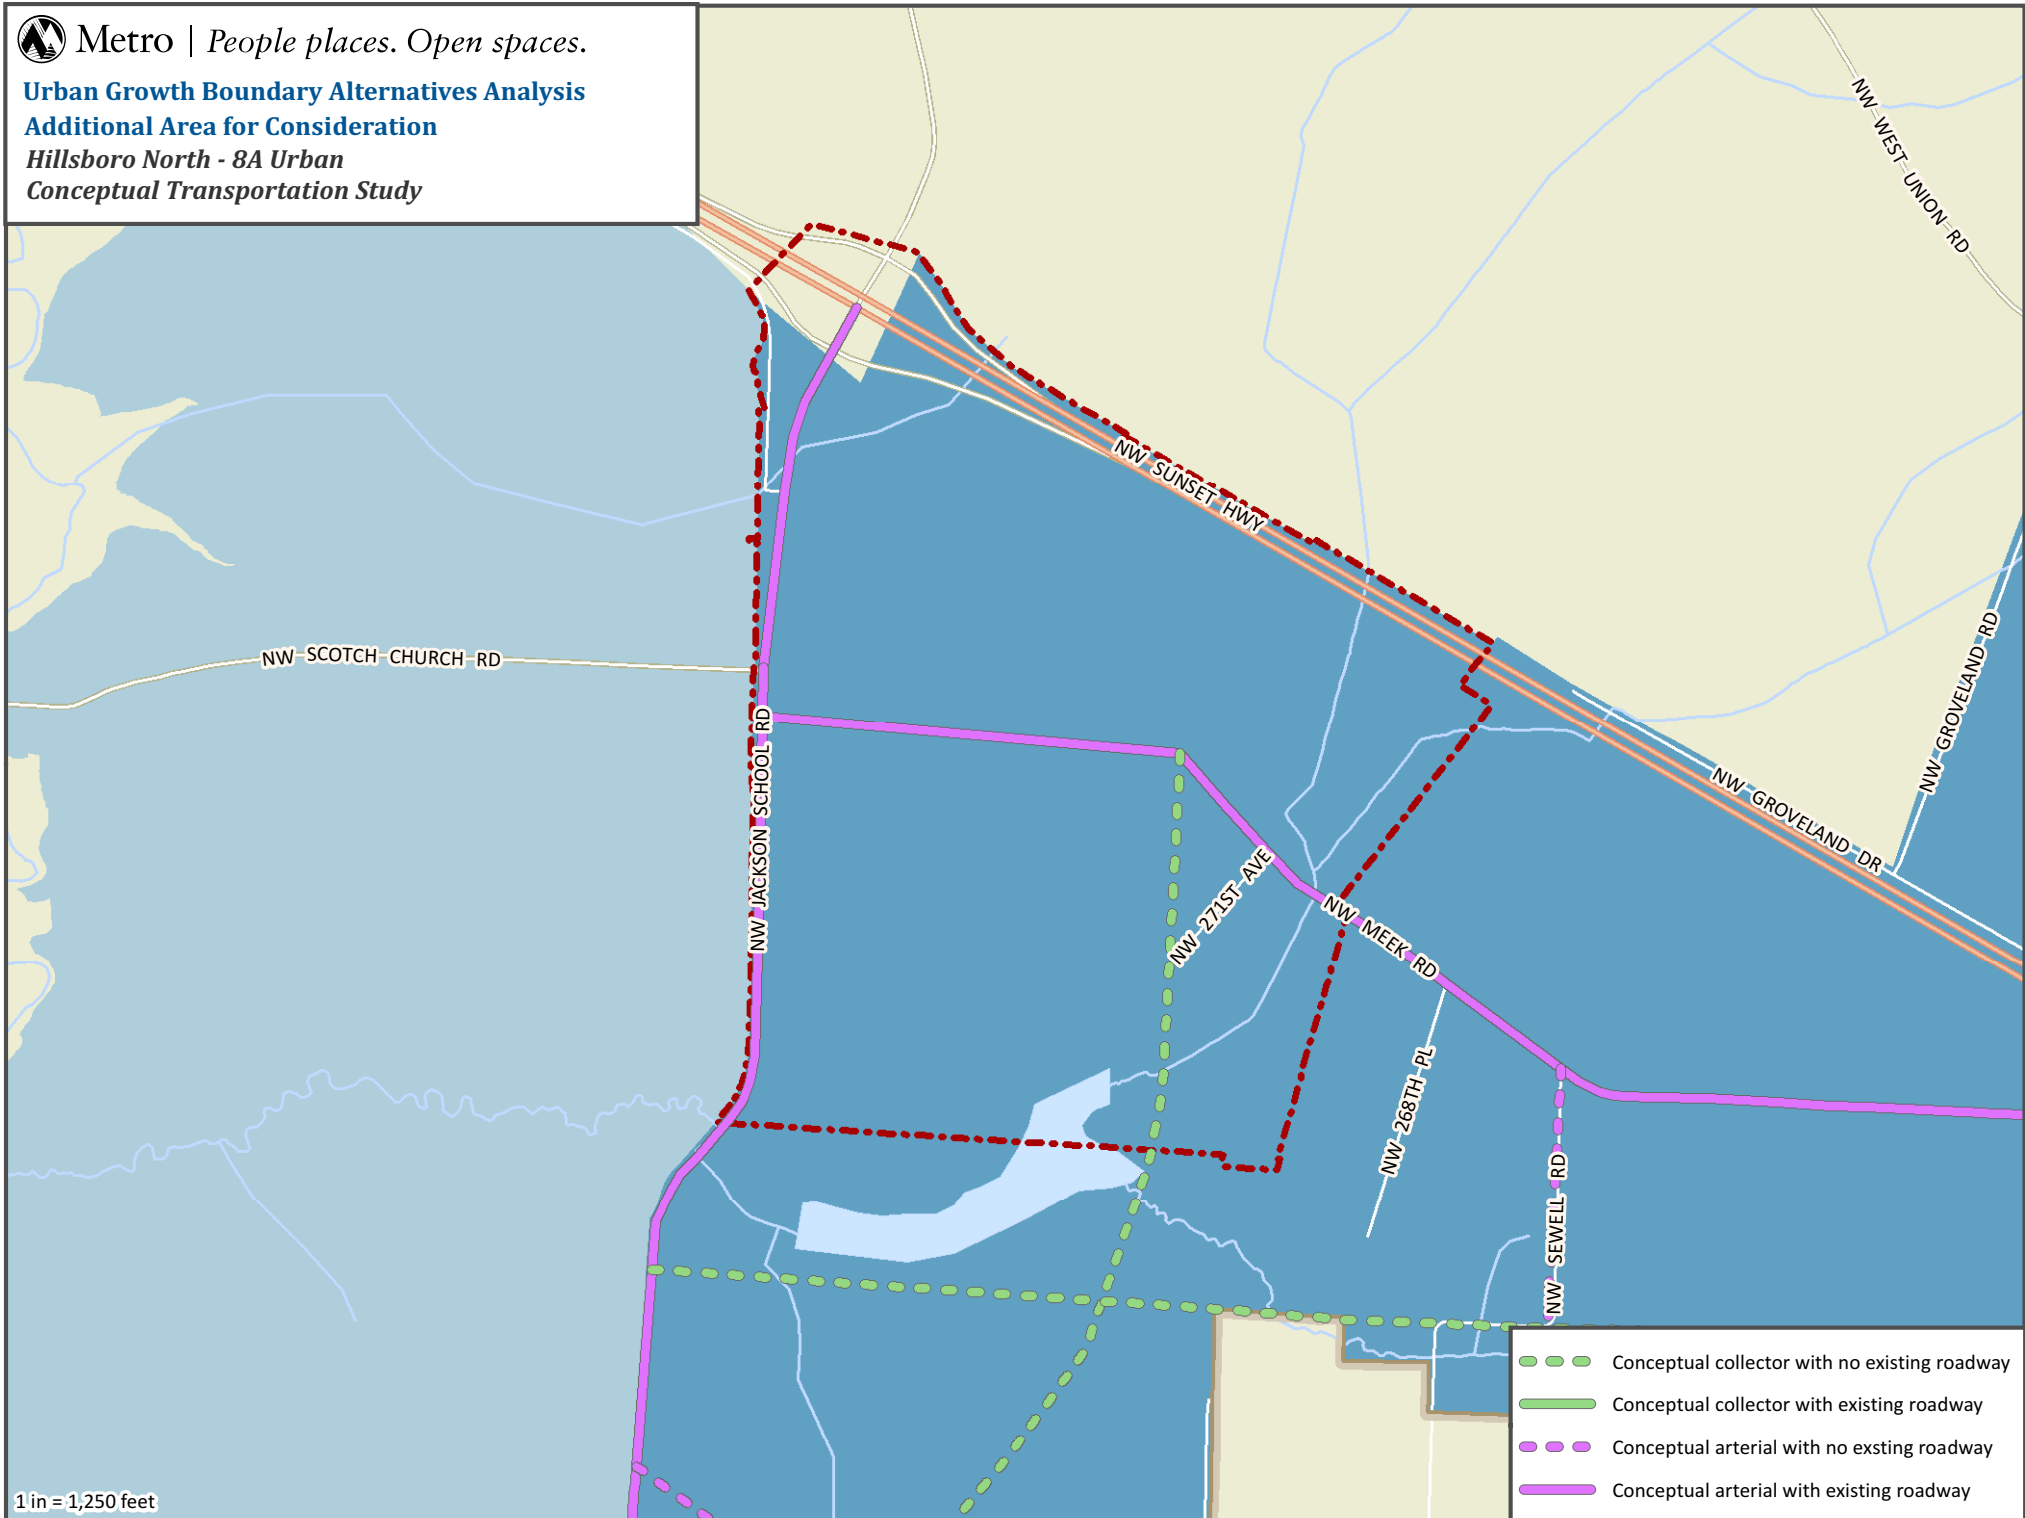 Metro | People places. Open spaces.
Urban Growth Boundary Alternatives Analysis
Additional Area for Consideration
Hillsboro North - 8A Urban
Conceptual Transportation Study
NW WEST UNION RD
NW SUNSET HWY
NW SCOTCH CHURCH RD
NW JACKSON SCHOOL RD
NW GROVELAND RD
NW GROVELAND DR
NW 271ST AVE
NW MEEK RD
NW 268TH PL
NW SEWELL RD
Conceptual collector with no existing roadway
Conceptual collector with existing roadway
Conceptual arterial with no exsting roadway
Conceptual arterial with existing roadway
1 in = 1,250 feet